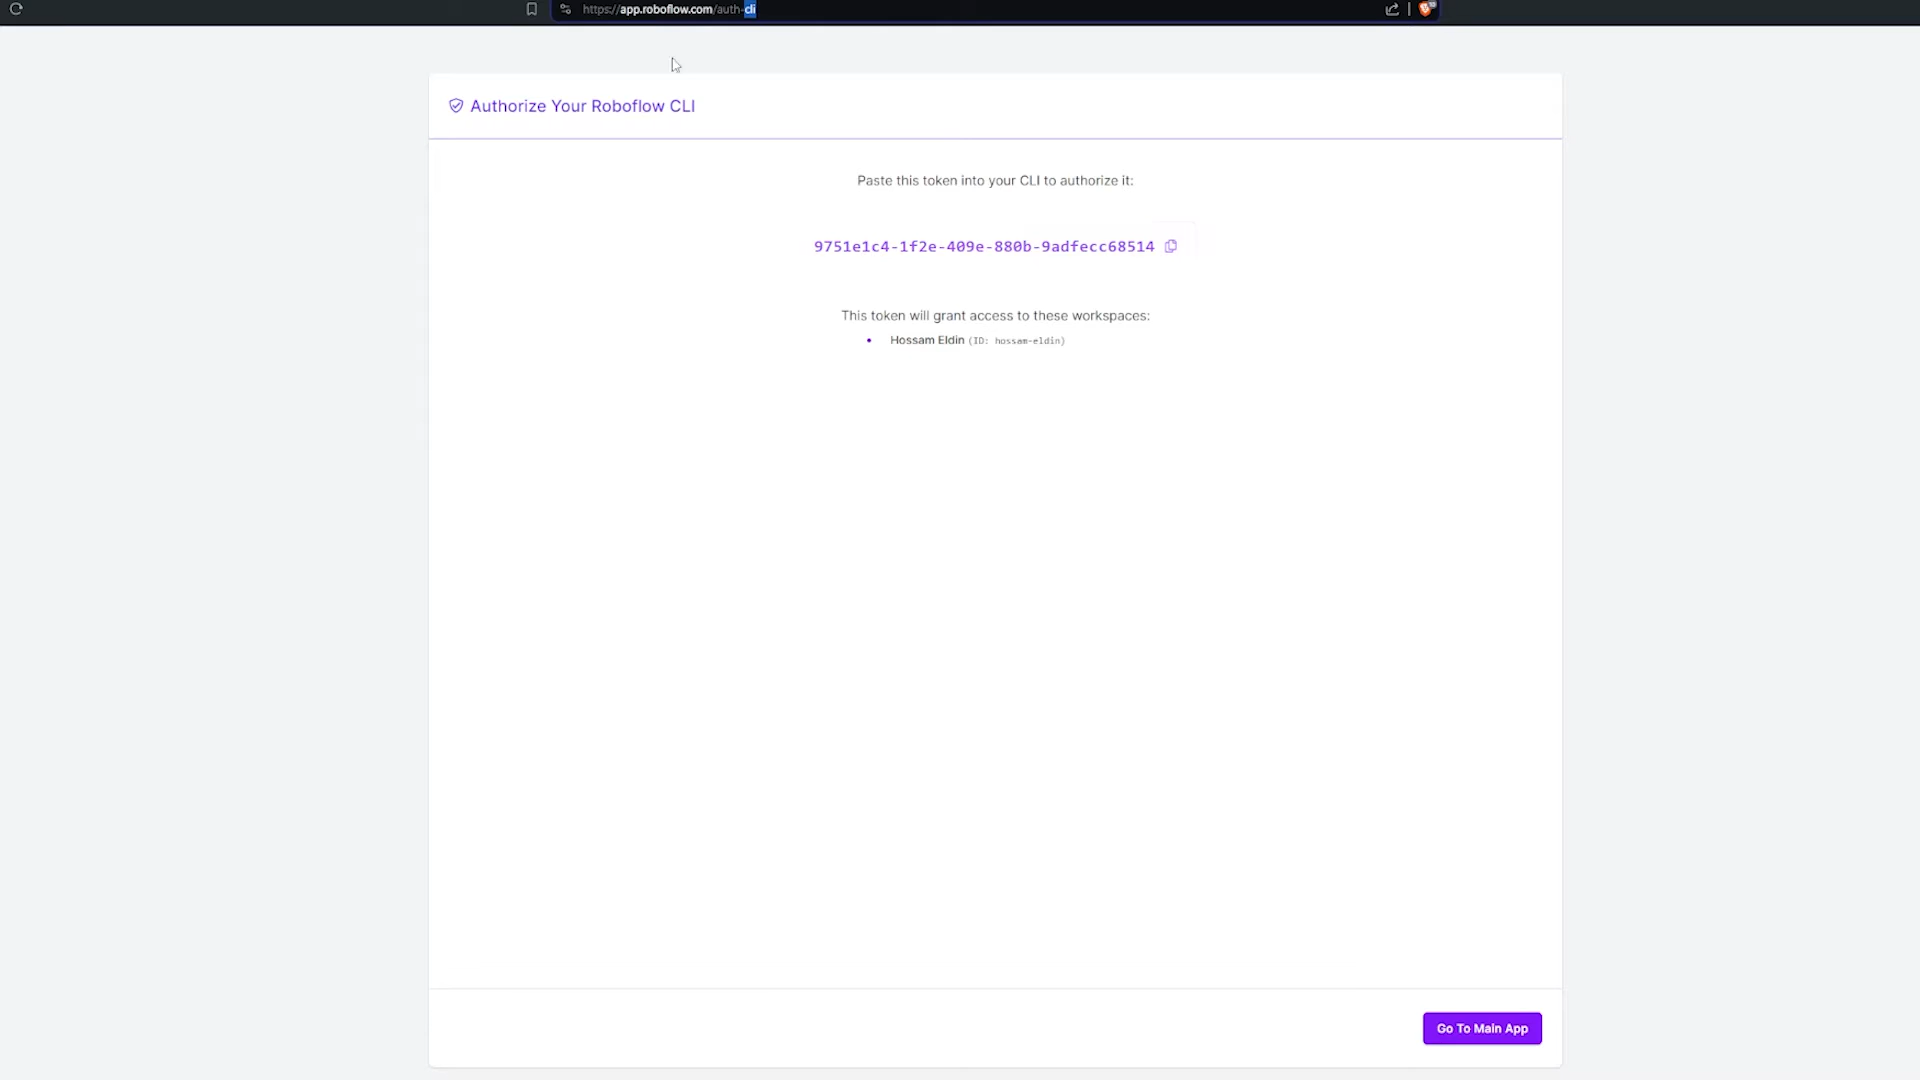 https://app.roboflow.com/auth-cli
Authorize Your Roboflow CLI
Paste this token into your CLI to authorize it:
9751e1c4-1f2e-409e-880b-9adfecc68514
This token will grant access to these workspaces:
• Hossam Eldin (ID: hossam-eldin)
Go To Main App